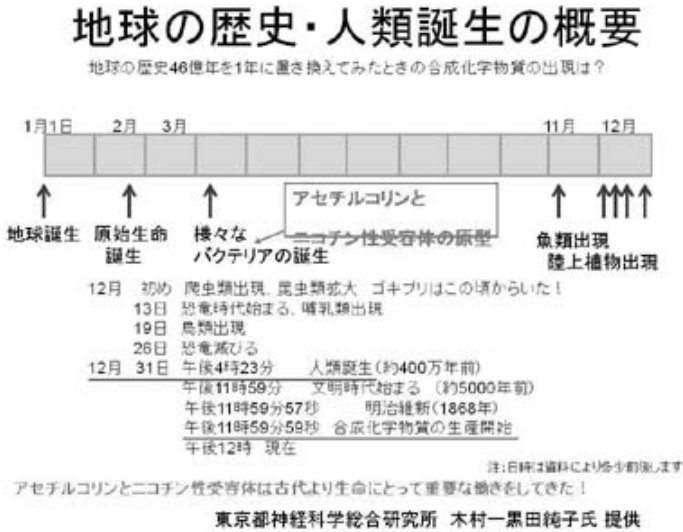 地球の歴史・人類誕生の概要
地球の歴史46億年を1年に置き換えてみたときの合成化学物質の出現は？
1月1日 2月 3月 11月 12月
アセチルコリンと
ニコチン性受容体の原型
地球誕生
原始生命
誕生
様々な
バクテリアの誕生
魚類出現
陸上植物出現
12月 初め 爬虫類出現、昆虫類拡大 ゴキブリはこの頃からいた！
13日 恐竜時代始まる、哺乳類出現
19日 鳥類出現
26日 恐竜滅びる
12月 31日 午後4時23分 人類誕生(約400万年前)
午後11時59分 文明時代始まる (約5000年前)
午後11時59分57秒 明治維新(1868年)
午後11時59分59秒 合成化学物質の生産開始
午後12時 現在
注:日時は資料により多少前後します
アセチルコリンとニコチン性受容体は古代より生命にとって重要な働きをしてきた！
東京都神経科学総合研究所 木村ー黒田純子氏 提供